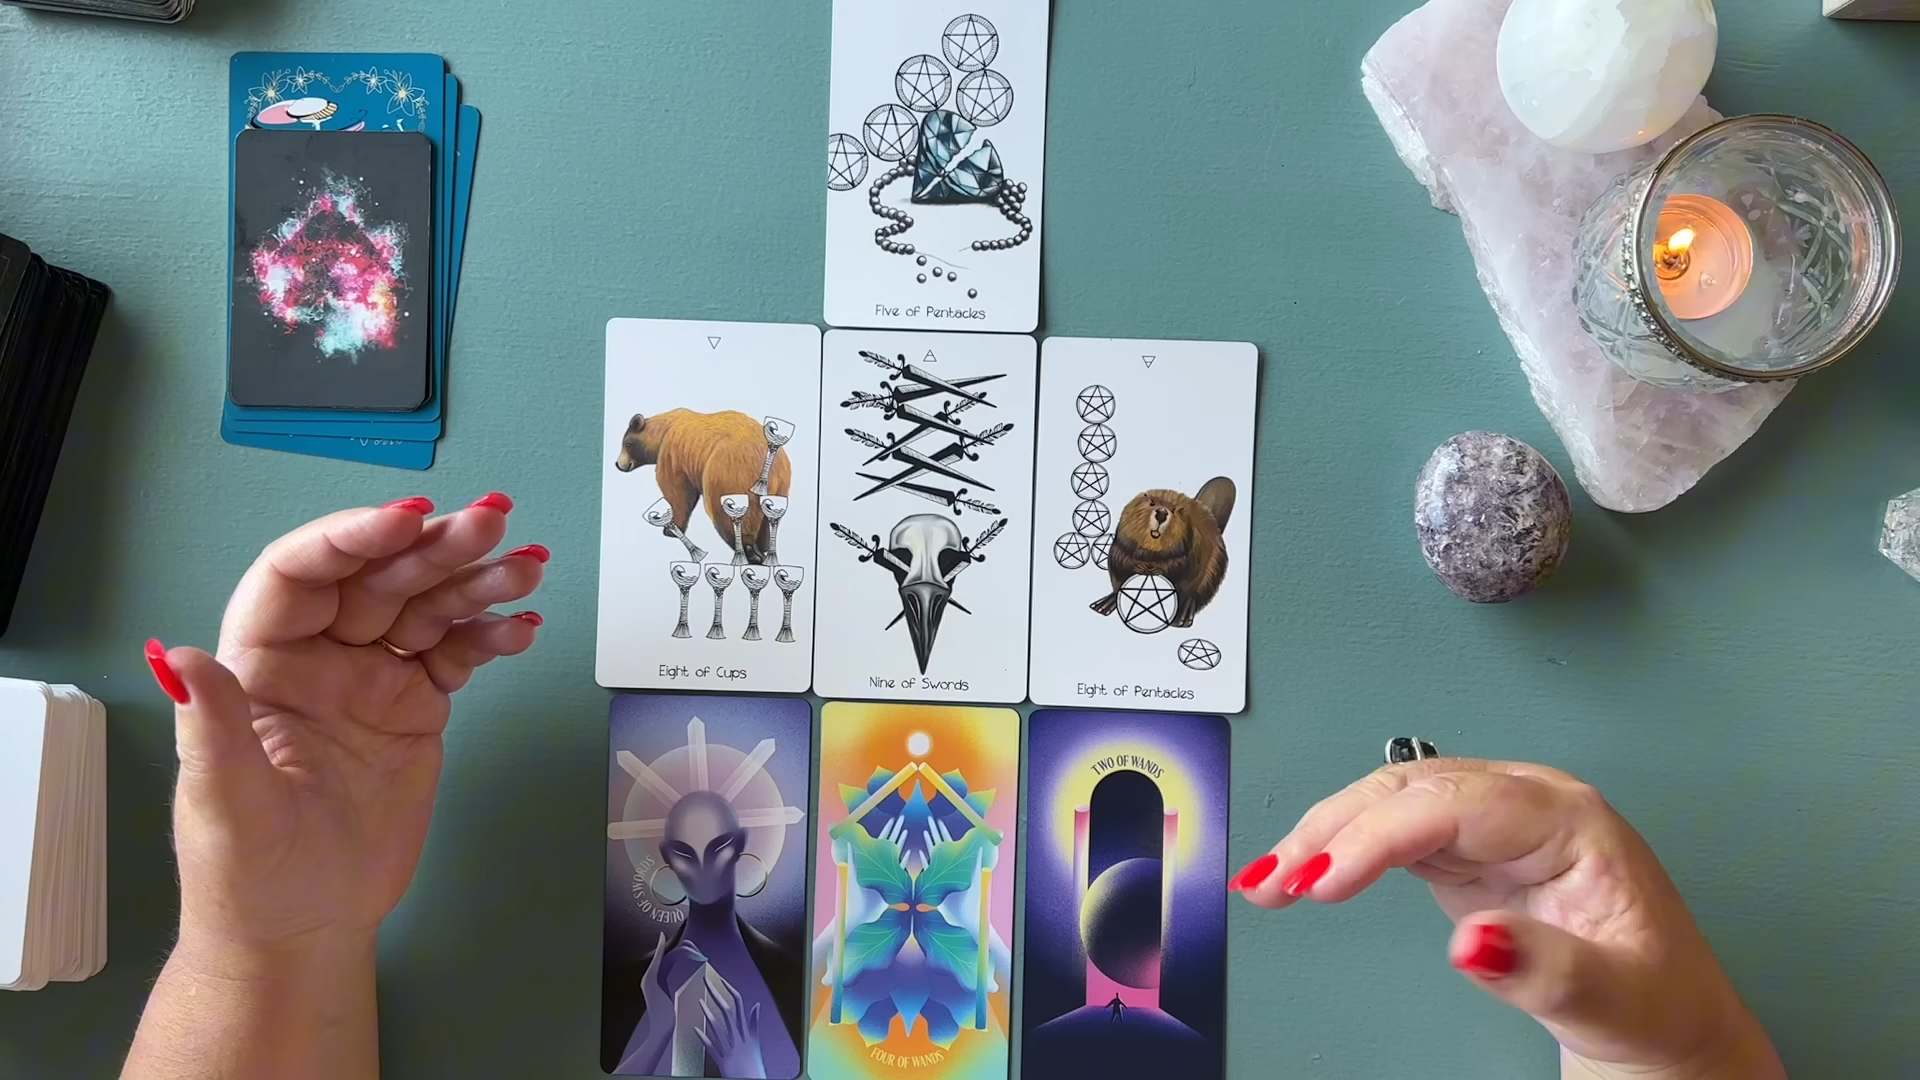 Five of Pentacles
Eight of Cups
Nine of Swords
Eight of Pentacles
QUEEN OF SWORDS
FOUR OF WANDS
TWO OF WANDS